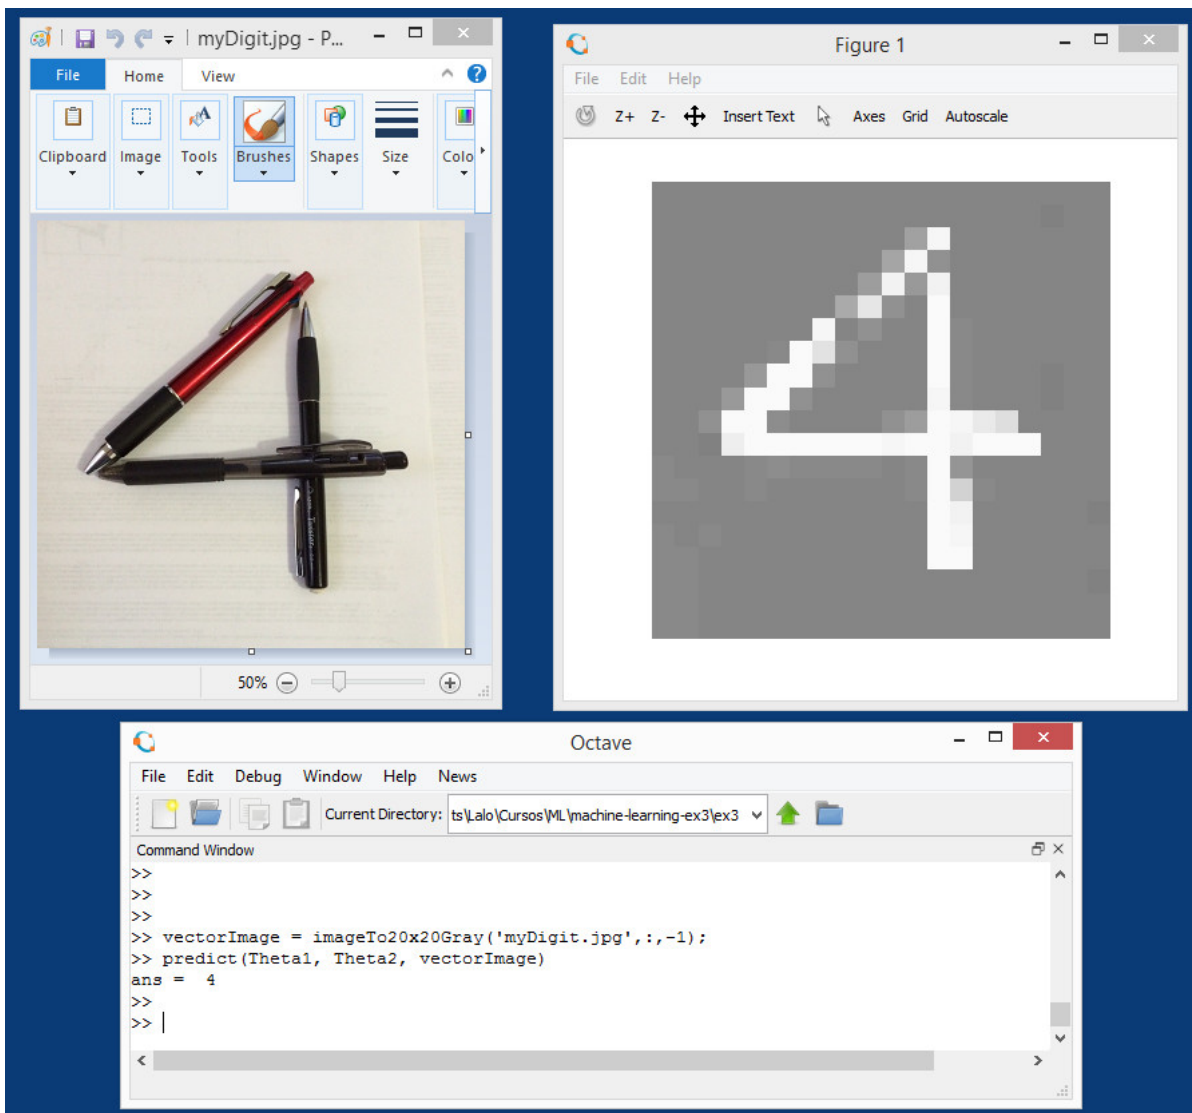 myDigit.jpg - P...
File Home View
Clipboard Image Tools Brushes Shapes Size Colo
50%
Figure 1
File Edit Help
Z+ Z- Insert Text Axes Grid Autoscale
Octave
File Edit Debug Window Help News
Current Directory: ts\Lalo\Cursos\ML\machine-learning-ex3\ex3
Command Window
>>
>>
>>
>> vectorImage = imageTo20x20Gray('myDigit.jpg',:,-1);
>> predict(Theta1, Theta2, vectorImage)
ans =  4
>>
>>